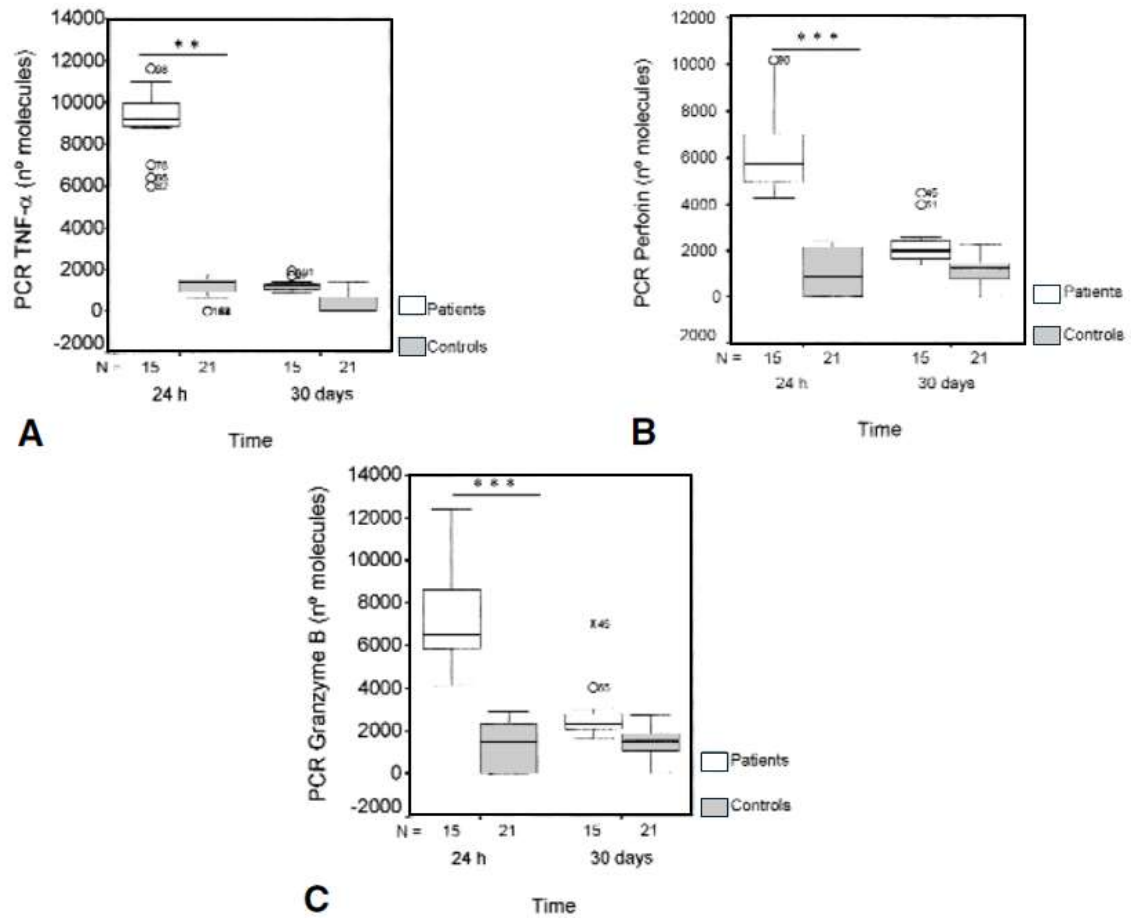 PCR TNF-α (nº molecules)
14000
12000
10000
8000
6000
4000
2000
0
-2000
* *
98
76
Patients
Controls
N = 15 21 15 21
24 h 30 days
A
Time
PCR Perforin (nº molecules)
12000
10000
8000
6000
4000
2000
0
2000
* * *
Patients
Controls
15 21 15 21
24 h 30 days
B
Time
PCR Granzyme B (nº molecules)
14000
12000
10000
8000
6000
4000
2000
0
-2000
* * *
Patients
Controls
N = 15 21 15 21
24 h 30 days
C
Time